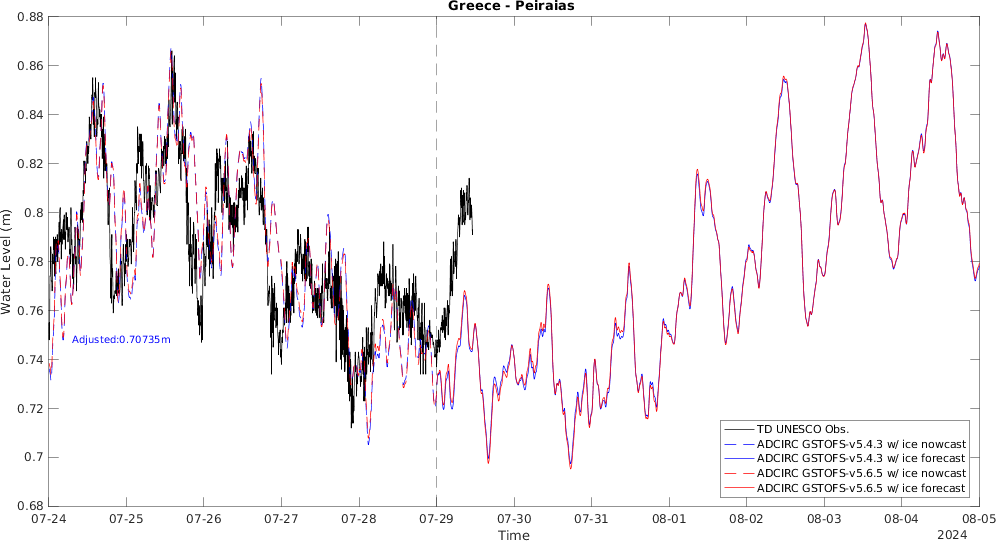 Greece - Peiraias
0.88
0.86
0.84
0.82
0.8
0.78
0.76
0.74
0.72
0.7
0.68
Water Level (m)
Adjusted:0.70735m
TD UNESCO Obs.
ADCIRC GSTOFS-v5.4.3 w/ ice nowcast
ADCIRC GSTOFS-v5.4.3 w/ ice forecast
ADCIRC GSTOFS-v5.6.5 w/ ice nowcast
ADCIRC GSTOFS-v5.6.5 w/ ice forecast
07-24 07-25 07-26 07-27 07-28 07-29 07-30 07-31 08-01 08-02 08-03 08-04 08-05
Time
2024